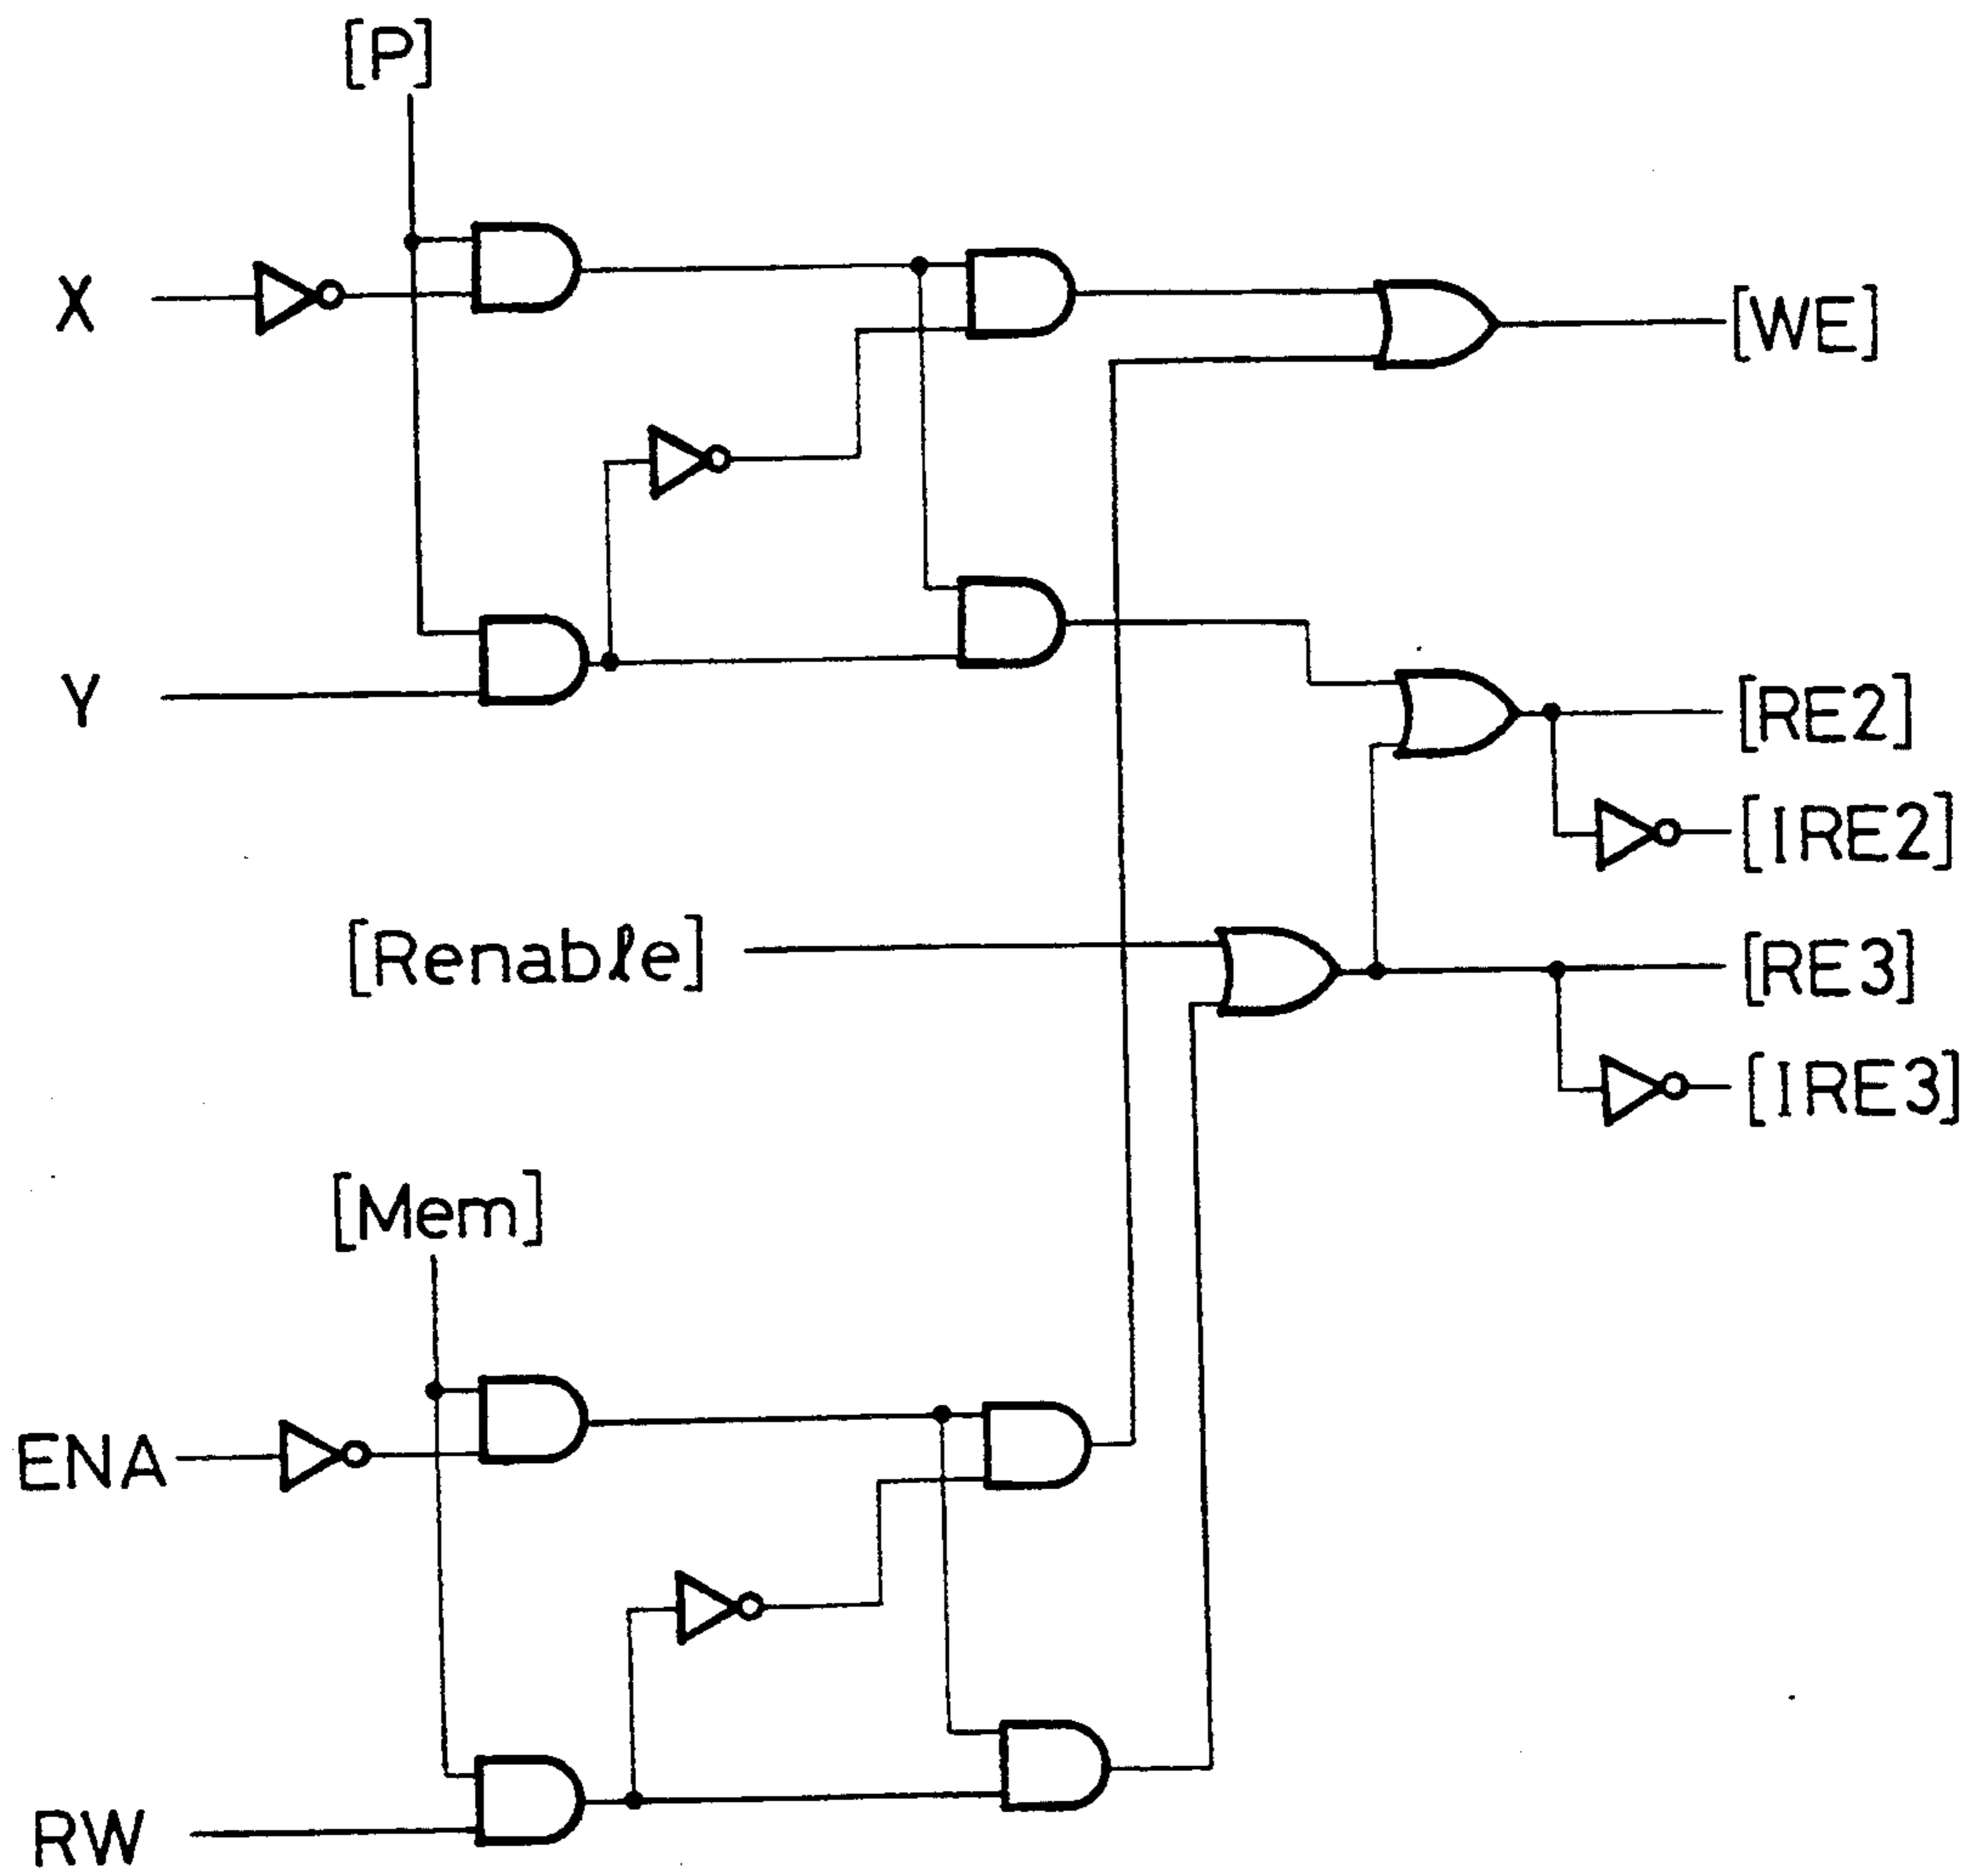 [P]
X
[WE]
Y
[RE2]
[IRE2]
[Renable]
[RE3]
[IRE3]
[Mem]
ENA
RW